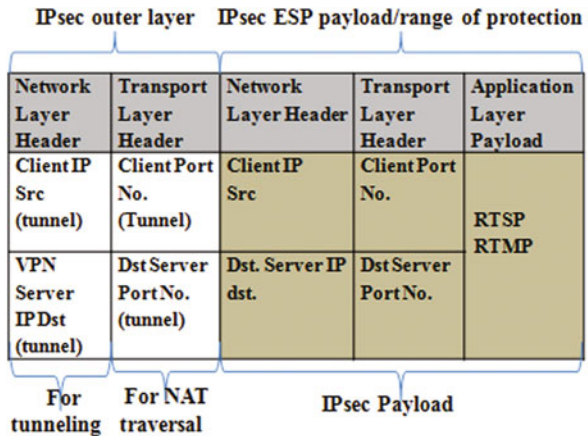 IPsec outer layer
IPsec ESP payload/range of protection
Network
Layer
Header
Transport
Layer
Header
Network
Layer Header
Transport
Layer
Header
Application
Layer
Payload
Client IP
Src
(tunnel)
Client Port
No.
(Tunnel)
Client IP
Src
Client Port
No.
RTSP
RTMP
VPN
Server
IP Dst
(tunnel)
Dst Server
Port No.
(tunnel)
Dst. Server IP
dst.
Dst Server
Port No.
For
tunneling
For NAT
traversal
IPsec Payload